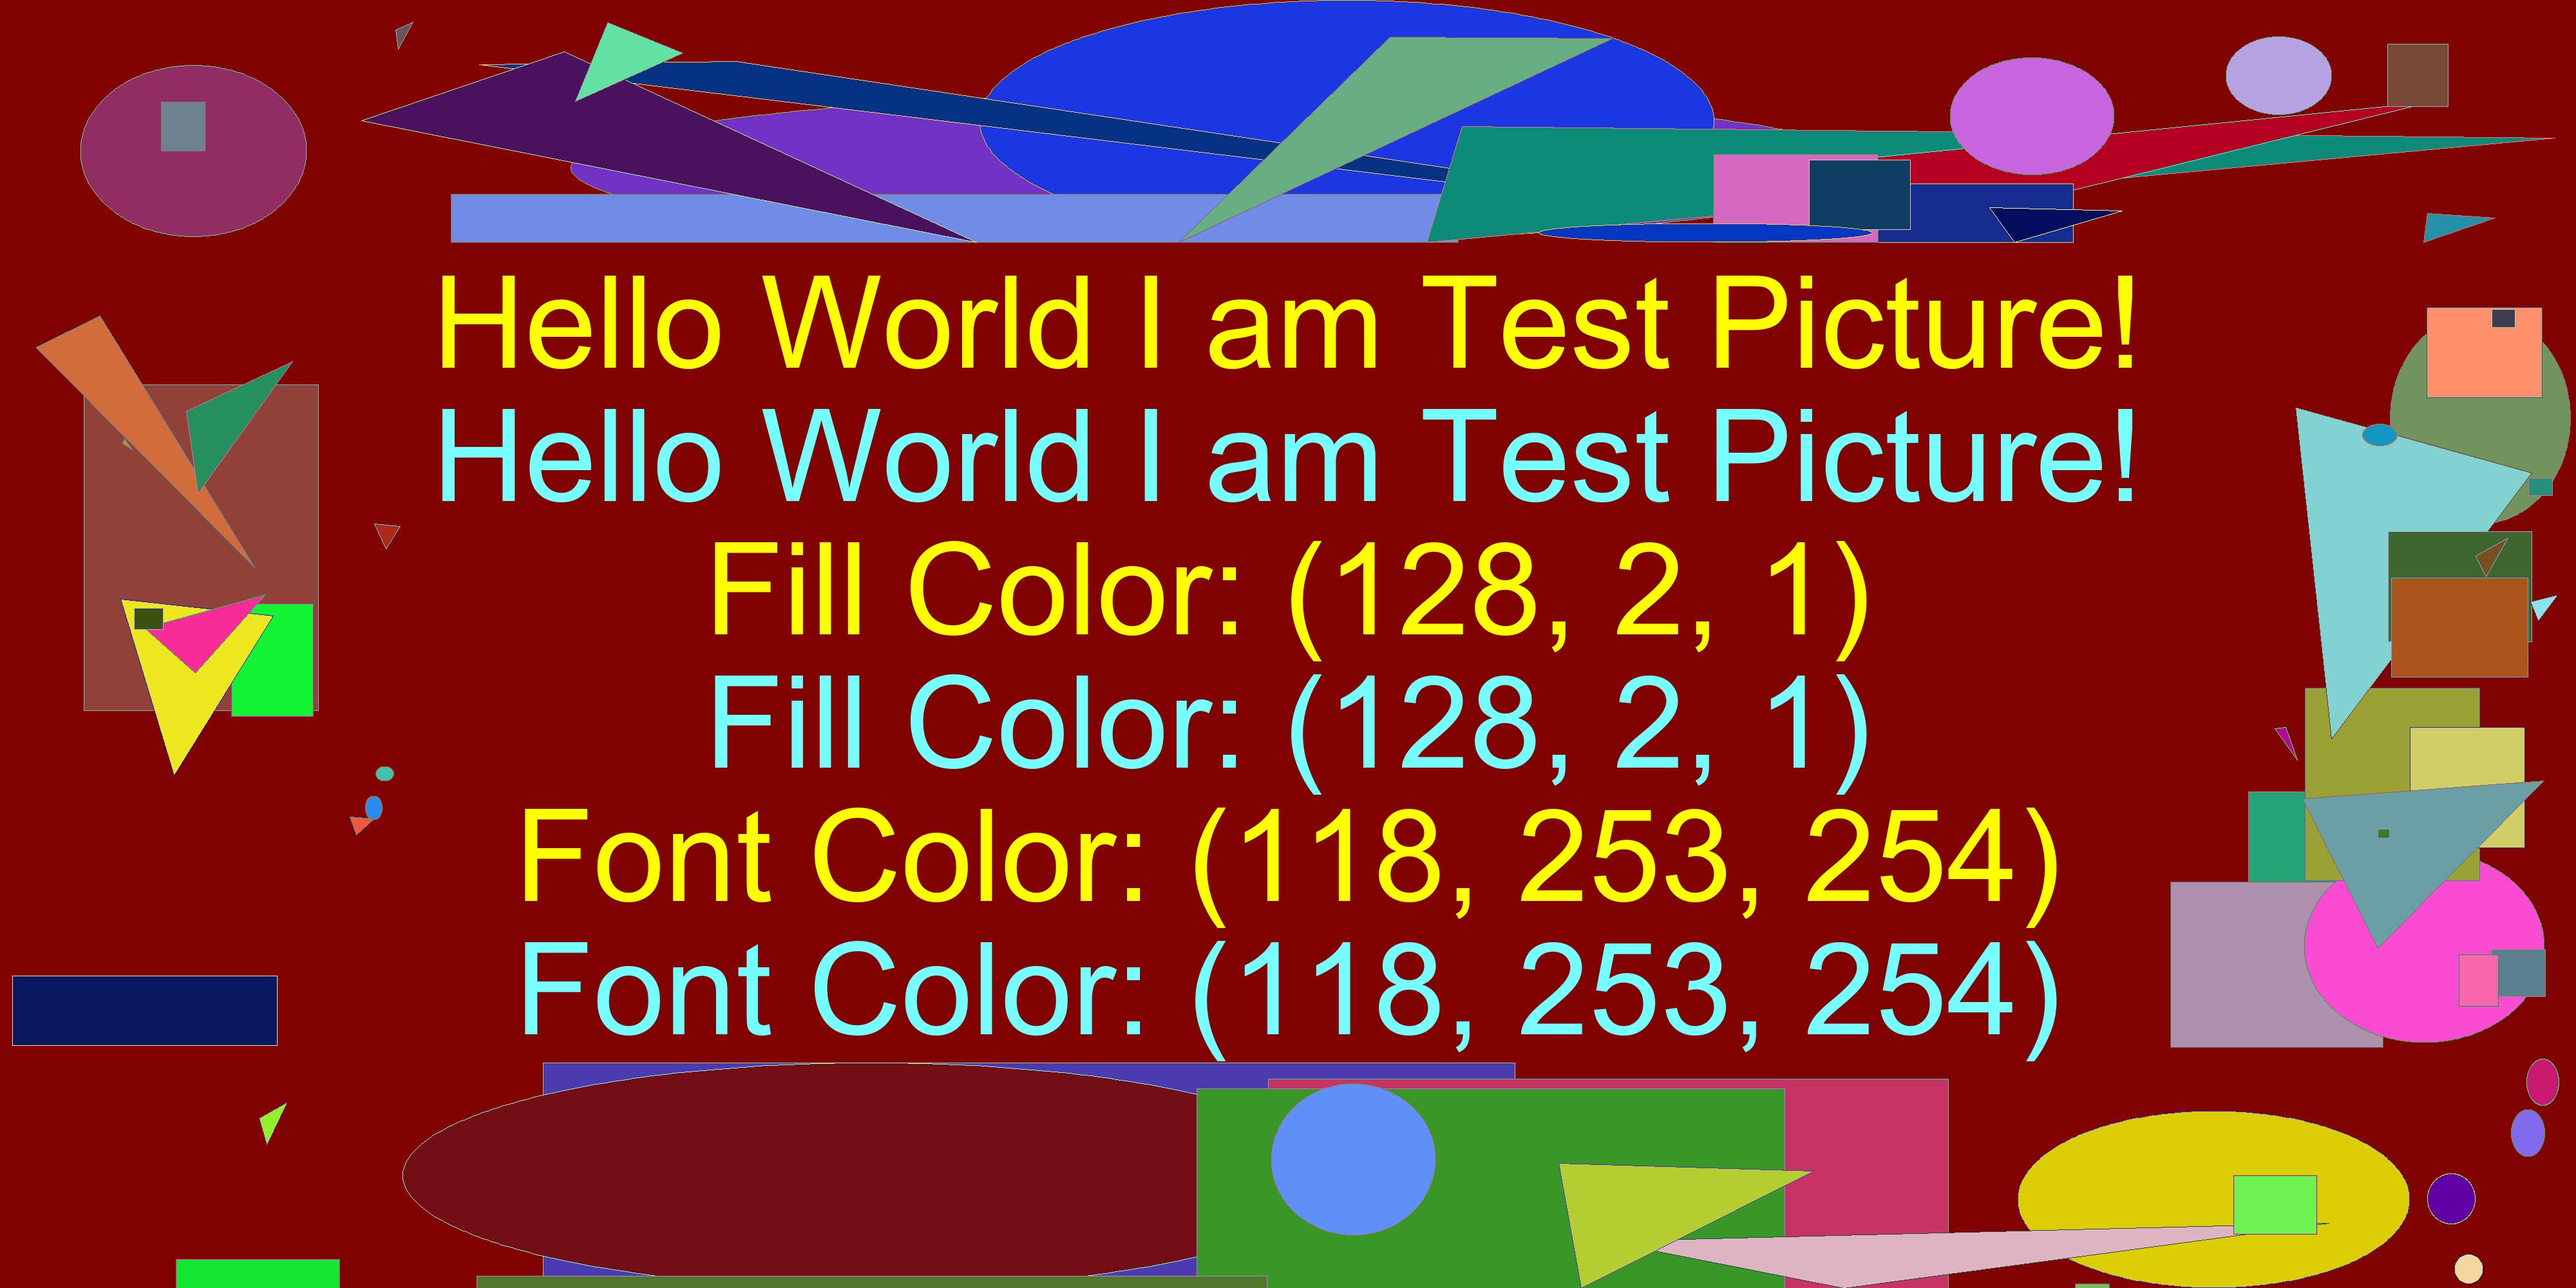 Hello World I am Test Picture!
Hello World I am Test Picture!
Fill Color: (128, 2, 1)
Fill Color: (128, 2, 1)
Font Color: (118, 253, 254)
Font Color: (118, 253, 254)